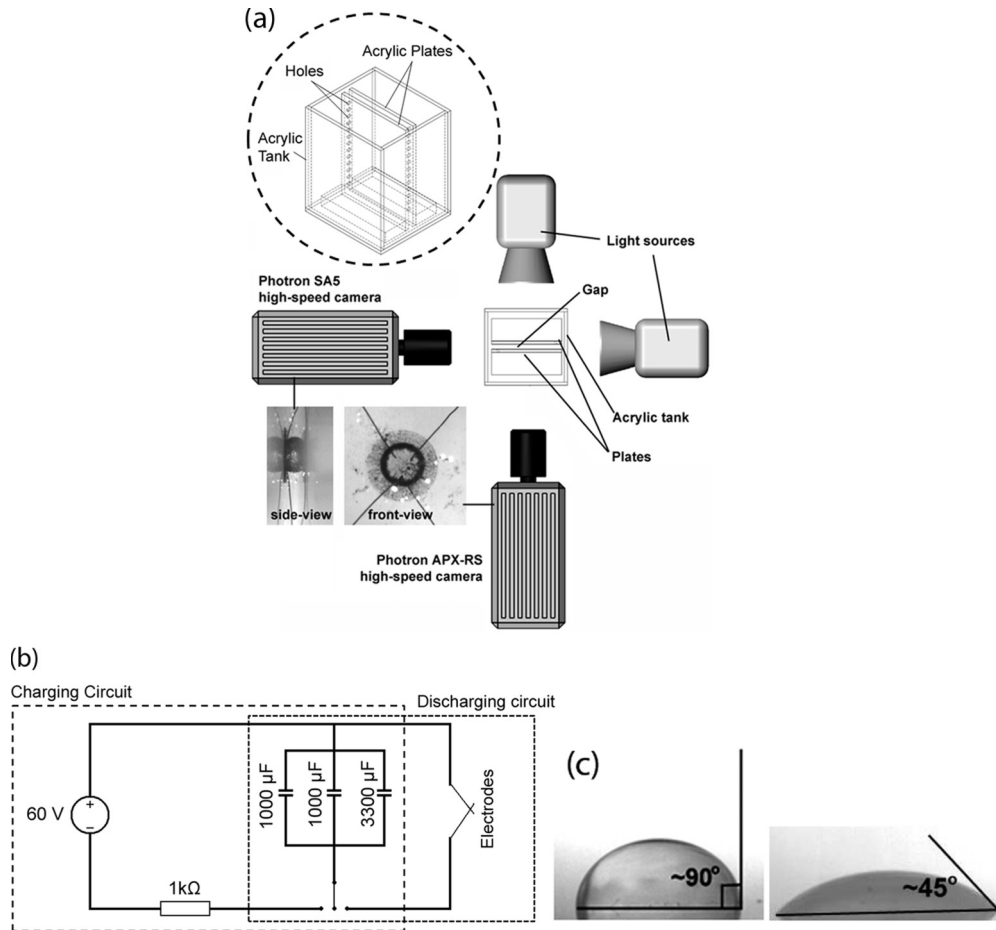 (a)
Acrylic Plates
Holes
Acrylic
Tank
Light sources
Photron SA5
high-speed camera
Gap
Acrylic tank
Plates
side-view
front-view
Photron APX-RS
high-speed camera
(b)
Charging Circuit
Discharging circuit
60 V
+
−
1000 µF
1000 µF
3300 µF
Electrodes
1kΩ
(c)
~90°
~45°